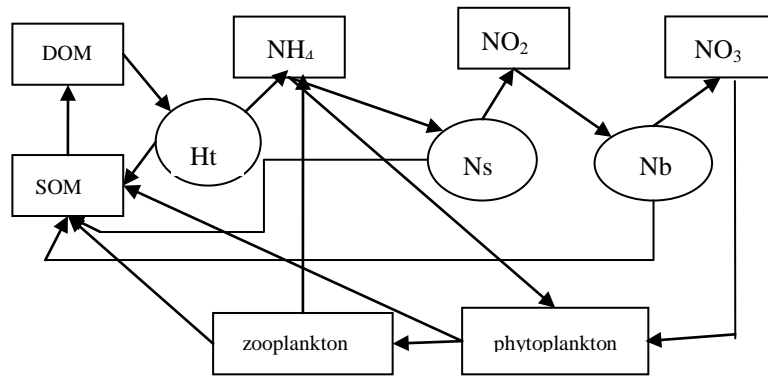 DOM
NH₄
NO₂
NO₃
Ht
Ns
Nb
SOM
zooplankton
phytoplankton